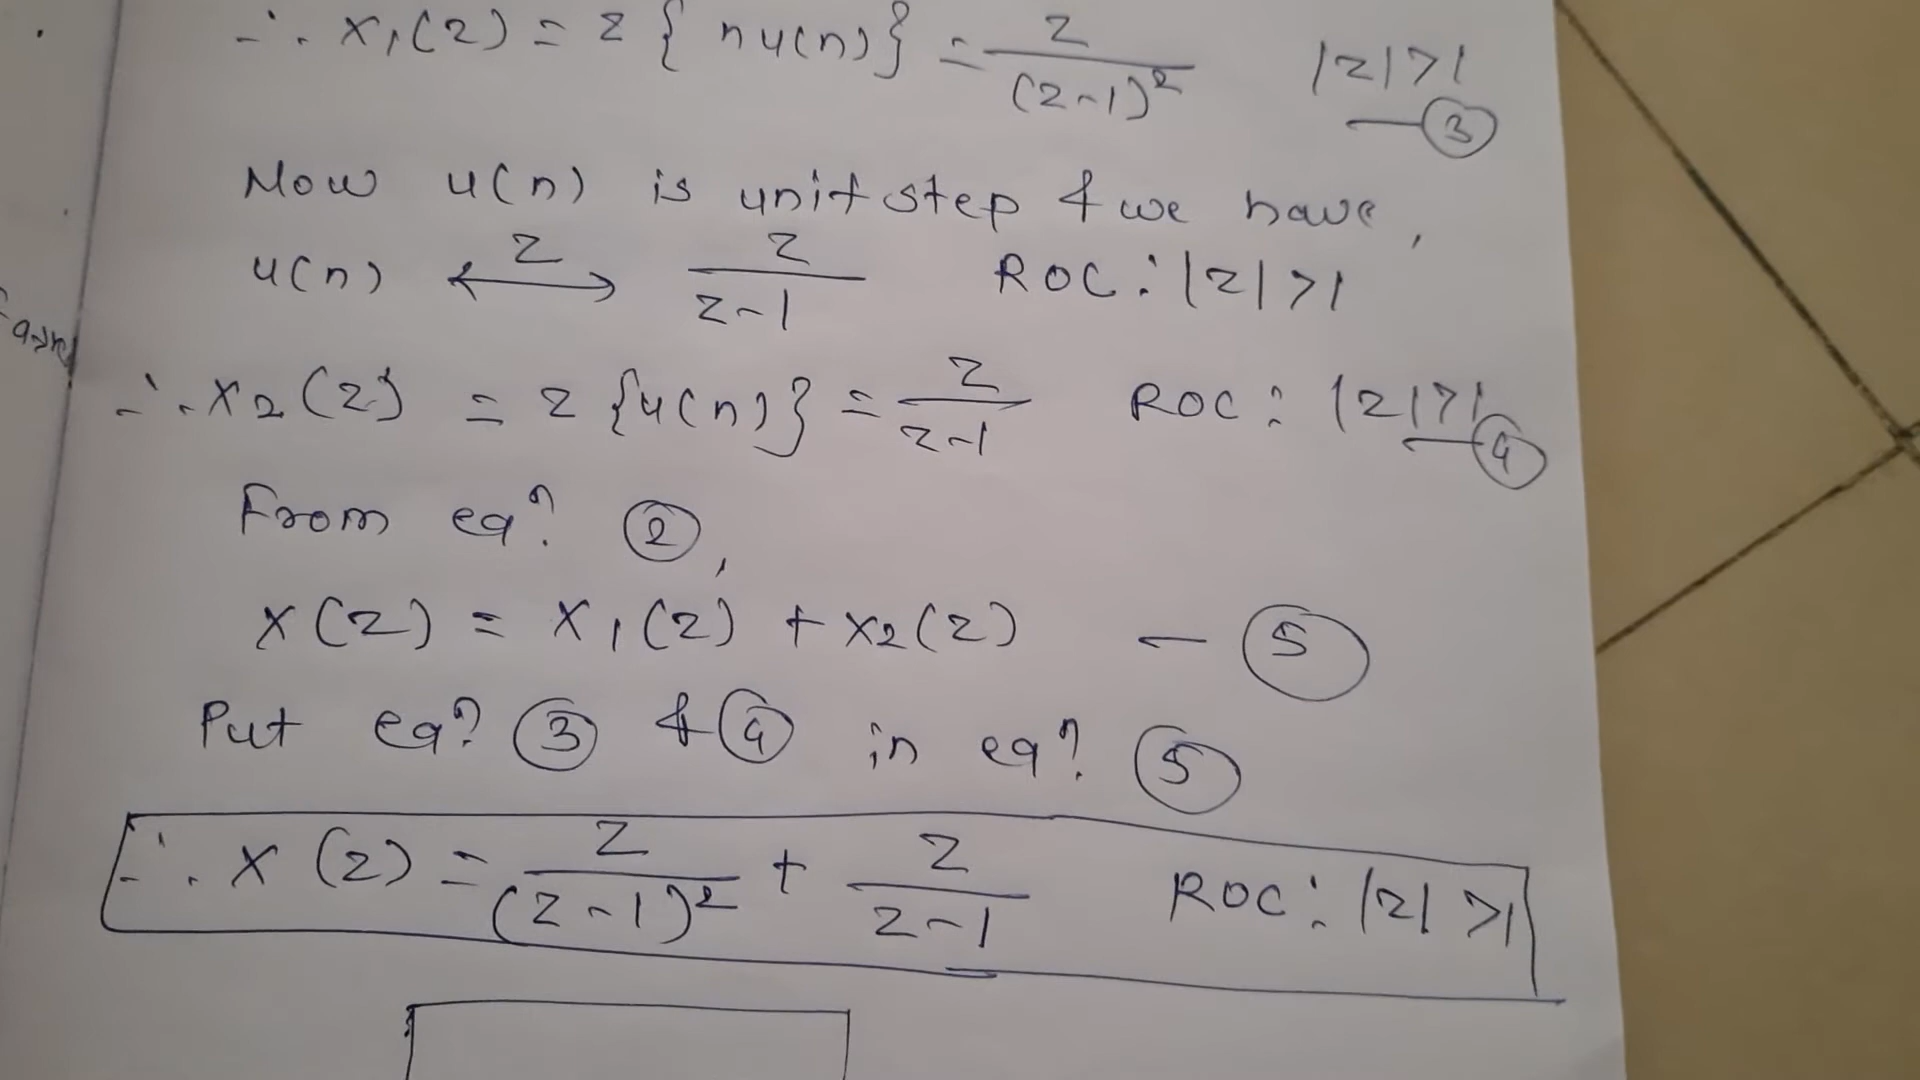 ∴ X₁(z) = z { n u(n)} = z/(z-1)² |z|>1 — ③
Now u(n) is unit step & we have,
u(n) ←z→ z/(z-1) ROC : |z|>1
∴ X₂(z) = z {u(n)} = z/(z-1) ROC : |z|>1 — ④
From eqⁿ. ②,
X(z) = X₁(z) + X₂(z) — ⑤
Put eqⁿ. ③ & ④ in eqⁿ. ⑤
∴ X(z) = z/(z-1)² + z/(z-1) ROC : |z|>1